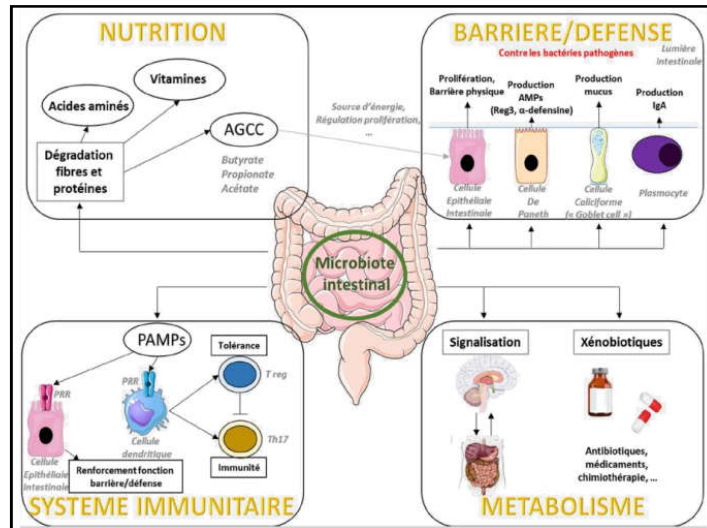 NUTRITION
Vitamines
Acides aminés
AGCC
Dégradation
fibres et
protéines
Butyrate
Propionate
Acétate
Source d'énergie,
Régulation prolifération,
...
BARRIERE/DEFENSE
Contre les bactéries pathogènes
Lumière
Intestinale
Prolifération,
Barrière physique
Production
AMPs
(Reg3, α-defensine)
Production
mucus
Production
IgA
Cellule
Epithéliale
Intestinale
Cellule
De
Paneth
Cellule
Caliciforme
(« Goblet cell »)
Plasmocyte
Microbiote
intestinal
PAMPs
PRR
PRR
Tolérance
T reg
Th17
Immunité
Cellule
dendritique
Cellule
Epithéliale
Intestinale
Renforcement fonction
barrière/défense
SYSTEME IMMUNITAIRE
Signalisation
Xénobiotiques
Antibiotiques,
médicaments,
chimiothérapie, ...
METABOLISME